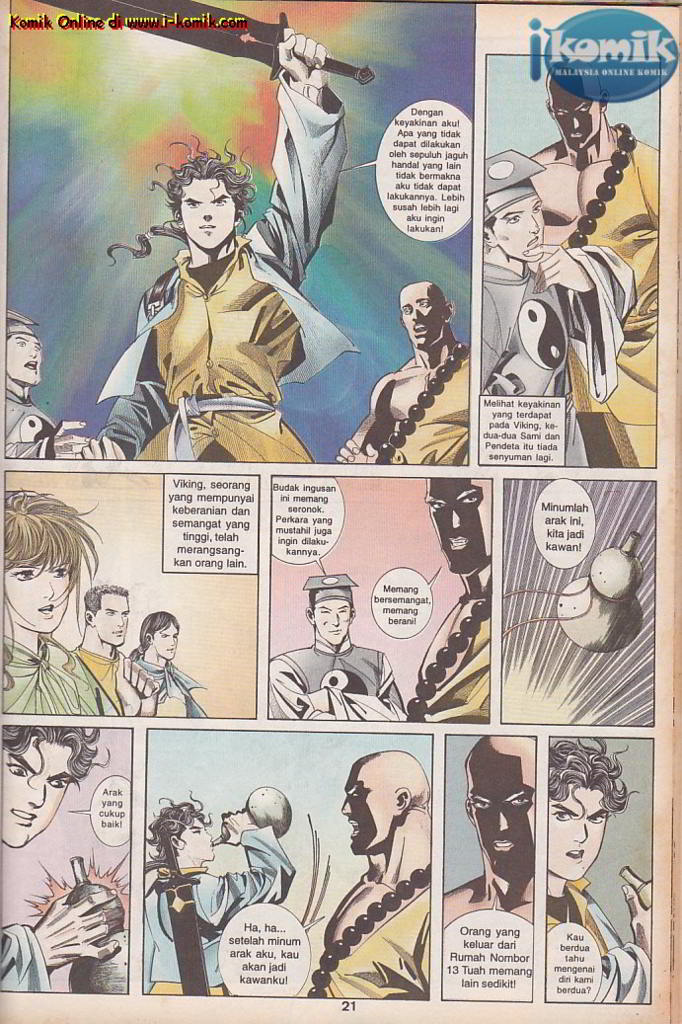 Komik Online di www.i-komik.com
ikomik
MALAYSIA ONLINE KOMIK
Dengan
keyakinan aku!
Apa yang tidak
dapat dilakukan
oleh sepuluh jaguh
handal yang lain
tidak bermakna
aku tidak dapat
lakukannya. Lebih
susah lebih lagi
aku ingin
lakukan!
Melihat keyakinan
yang terdapat
pada Viking, ke-
dua-dua Sami dan
Pendeta itu tiada
senyuman lagi.
Viking, seorang
yang mempunyai
keberanian dan
semangat yang
tinggi, telah
merangsang-
kan orang lain.
Budak ingusan
ini memang
seronok.
Perkara yang
mustahil juga
ingin dilaku-
kannya.
Memang
bersemangat,
memang
berani!
Minumlah
arak ini,
kita jadi
kawan!
Arak
yang
cukup
baik!
Ha, ha...
setelah minum
arak aku, kau
akan jadi
kawanku!
Orang yang
keluar dari
Rumah Nombor
13 Tuah memang
lain sedikit!
Kau
berdua
tahu
mengenai
diri kami
berdua?
21